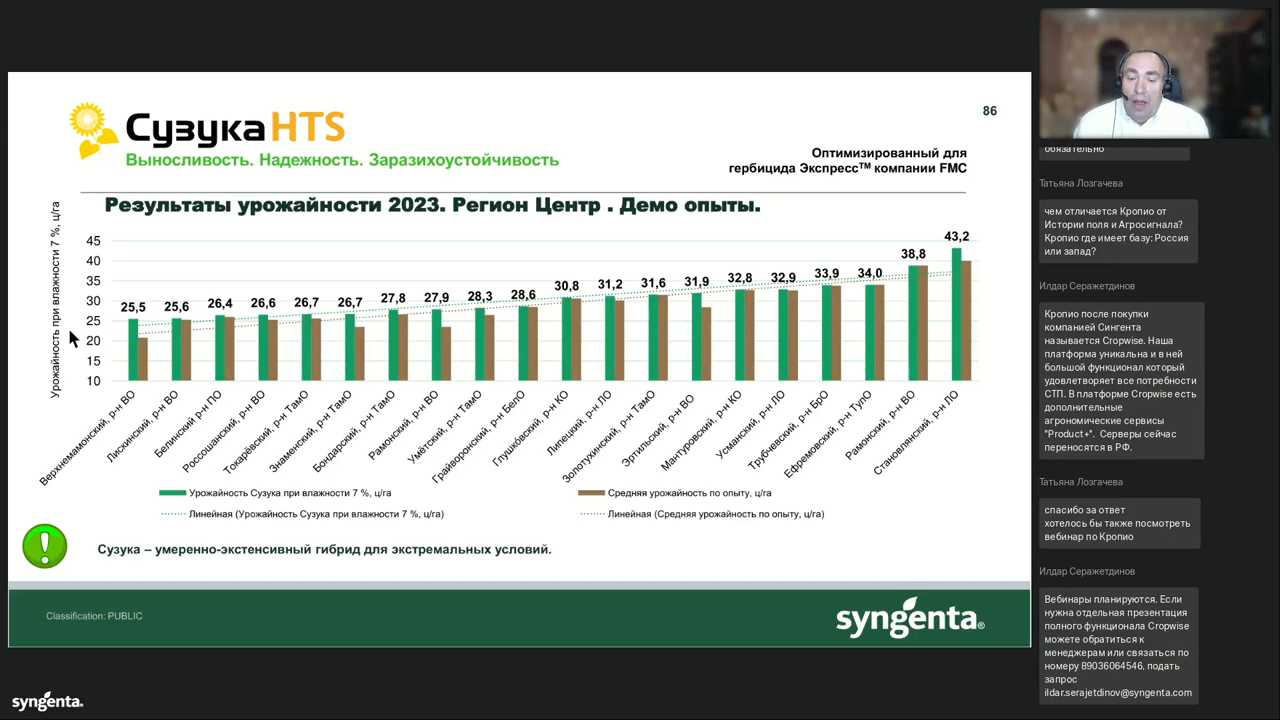 86
Сузука HTS
Выносливость. Надежность. Заразихоустойчивость
Оптимизированный для
гербицида Экспресс™ компании FMC
Результаты урожайности 2023. Регион Центр . Демо опыты.
Урожайность при влажности 7 %, ц/га
45
40
35
30
25
20
15
10
25,5
25,6
26,4
26,6
26,7
26,7
27,8
27,9
28,3
28,6
30,8
31,2
31,6
31,9
32,8
32,9
33,9
34,0
38,8
43,2
Верхнемамонский, р-н ВО
Лискинский, р-н ВО
Белинский р-н ПО
Россошанский, р-н ВО
Токарёвский, р-н ТамО
Знаменский, р-н ТамО
Бондарский, р-н ТамО
Рамонский, р-н ВО
Умётский, р-н ТамО
Грайворонский, р-н БелО
Глушковский, р-н КО
Липецкий, р-н ЛО
Золотухинский, р-н ТамО
Эртильский, р-н ВО
Мантуровский, р-н КО
Усманский, р-н ЛО
Трубчевский, р-н БрО
Ефремовский, р-н ТулО
Рамонский, р-н ВО
Становлянский, р-н ЛО
Урожайность Сузука при влажности 7 %, ц/га
Средняя урожайность по опыту, ц/га
Линейная (Урожайность Сузука при влажности 7 %, ц/га)
Линейная (Средняя урожайность по опыту, ц/га)
Сузука – умеренно-экстенсивный гибрид для экстремальных условий.
Classification: PUBLIC
syngenta®
syngenta.
обязательно
Татьяна Лозгачева
чем отличается Кропио от
Истории поля и Агросигнала?
Кропио где имеет базу: Россия
или запад?
Илдар Серажетдинов
Кропио после покупки
компанией Сингента
называется Cropwise. Наша
платформа уникальна и в ней
большой функционал который
удовлетворяет все потребности
СТП. В платформе Cropwise есть
дополнительные
агрономические сервисы
"Product+". Серверы сейчас
переносятся в РФ.
Татьяна Лозгачева
спасибо за ответ
хотелось бы также посмотреть
вебинар по Кропио
Илдар Серажетдинов
Вебинары планируются. Если
нужна отдельная презентация
полного функционала Cropwise
можете обратиться к
менеджерам или связаться по
номеру 89036064546, подать
запрос
ildar.serajetdinov@syngenta.com